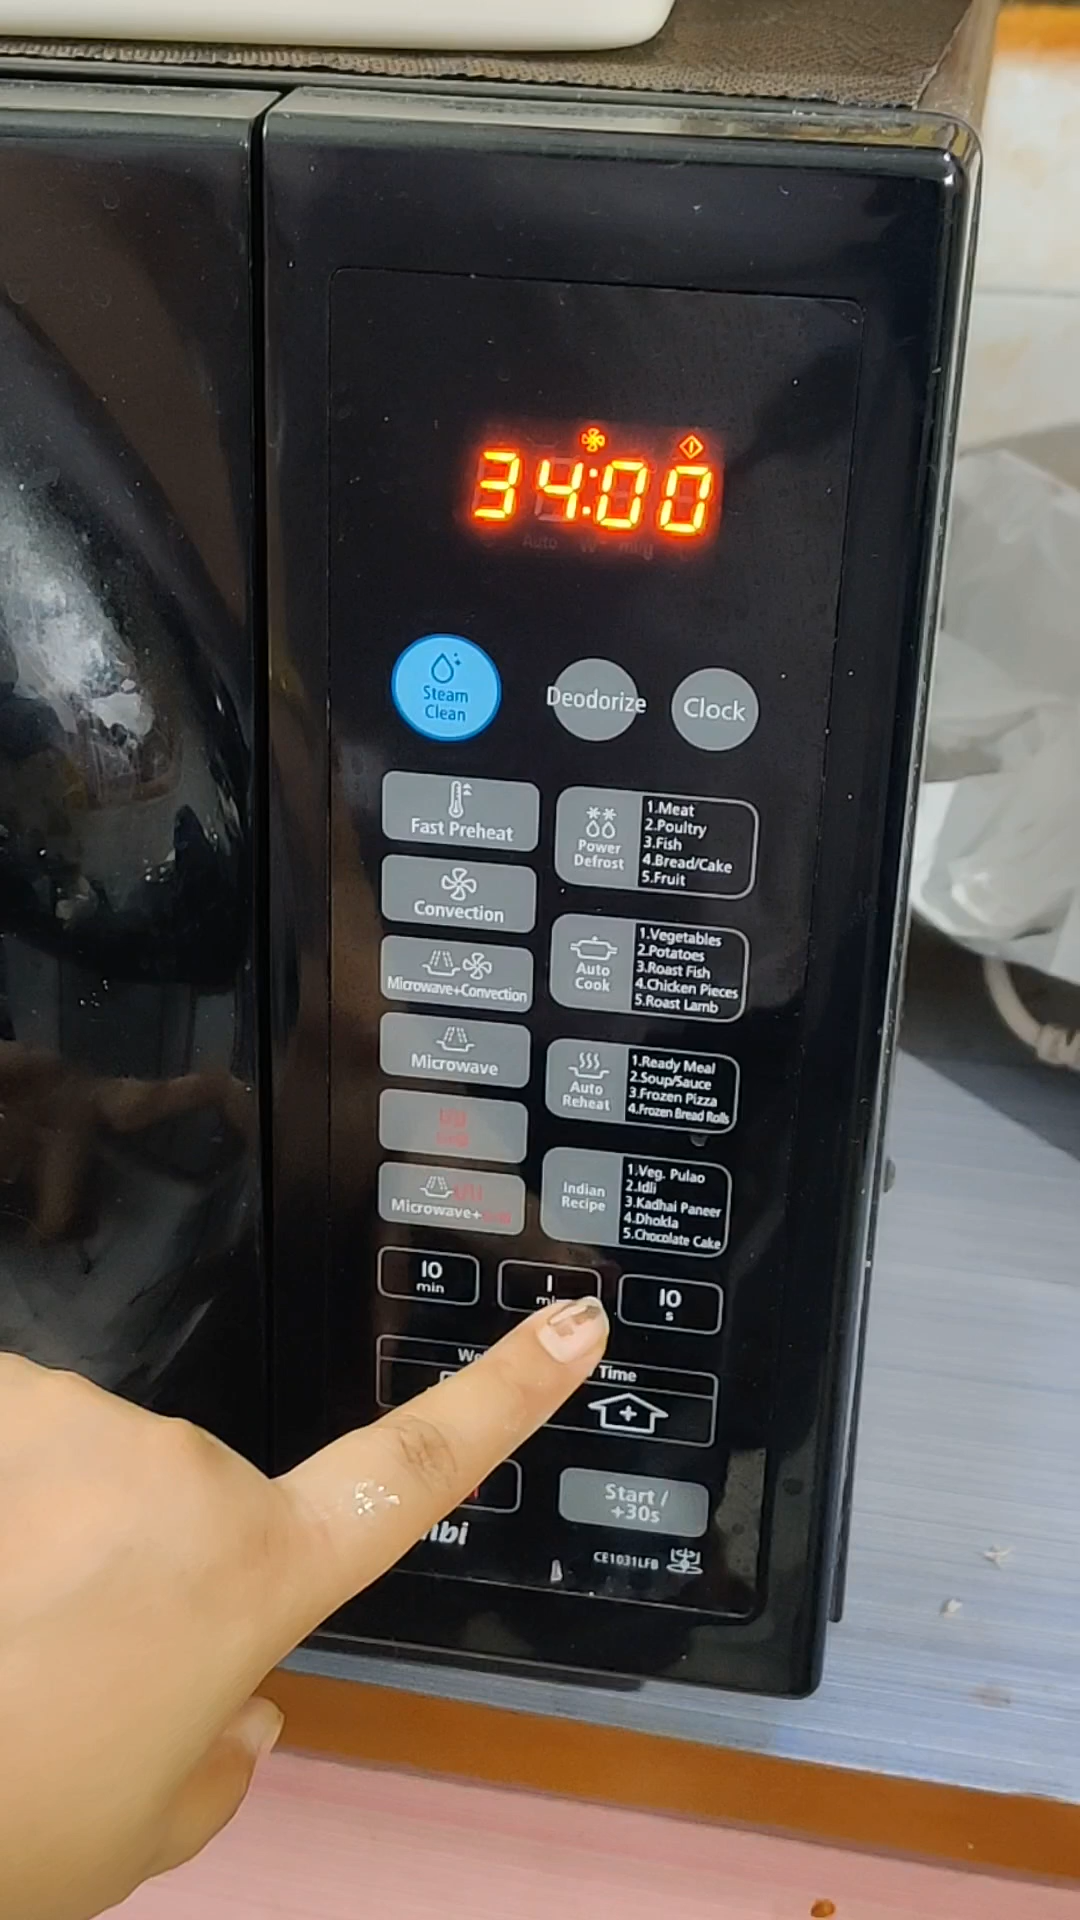 34:00
Steam
Clean
Deodorize
Clock
Fast Preheat
Power
Defrost
1.Meat
2.Poultry
3.Fish
4.Bread/Cake
5.Fruit
Convection
Auto
Cook
1.Vegetables
2.Potatoes
3.Roast Fish
4.Chicken Pieces
5.Roast Lamb
Microwave+Convection
Microwave
Auto
Reheat
1.Ready Meal
2.Soup/Sauce
3.Frozen Pizza
4.Frozen Bread Rolls
Indian
Recipe
1.Veg. Pulao
2.Idli
3.Kadhai Paneer
4.Dhokla
5.Chocolate Cake
Microwave+
10
min
1
10
s
Time
Start /
+30s
CE1031LFB